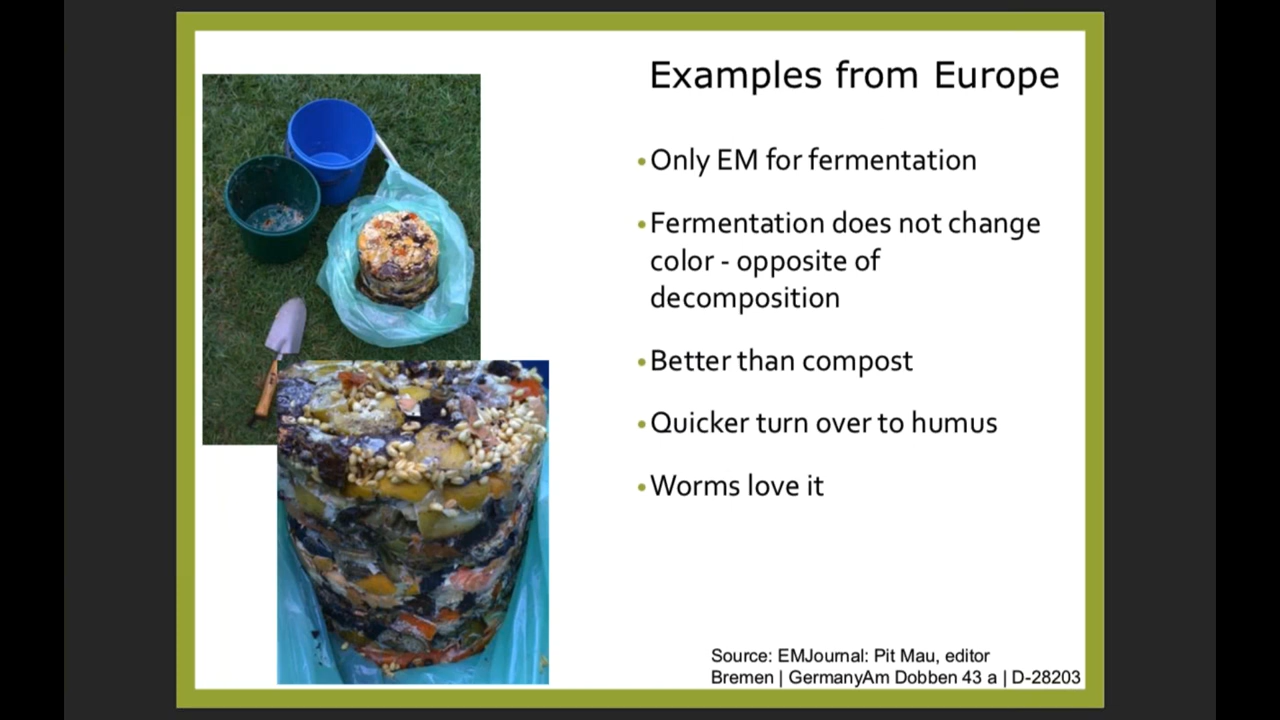 Examples from Europe
•Only EM for fermentation
•Fermentation does not change
color - opposite of
decomposition
•Better than compost
•Quicker turn over to humus
•Worms love it
Source: EMJournal: Pit Mau, editor
Bremen | GermanyAm Dobben 43 a | D-28203